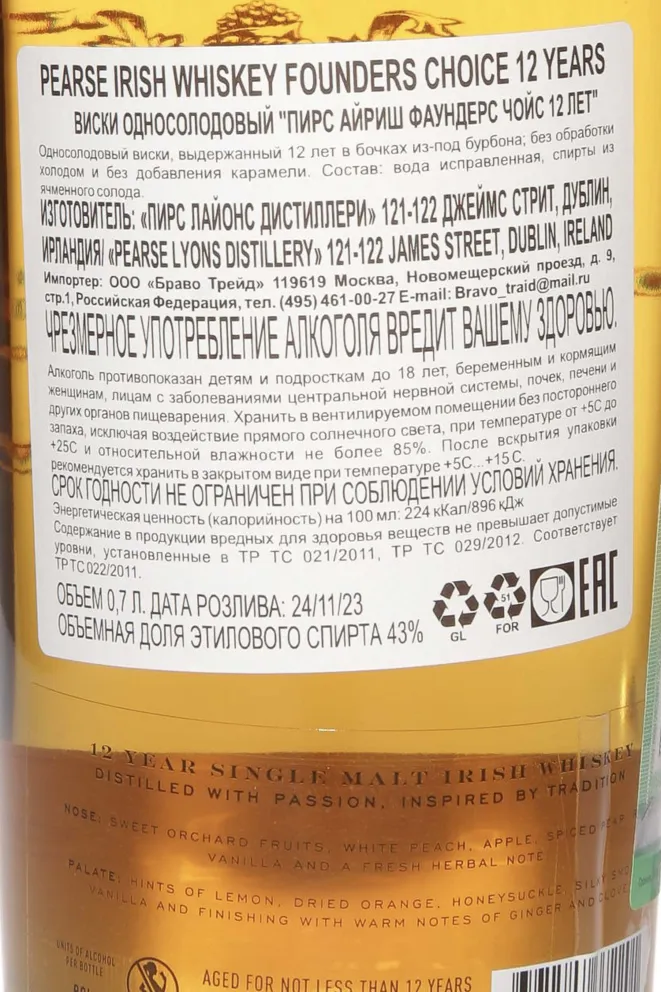 PEARSE IRISH WHISKEY FOUNDERS CHOICE 12 YEARS
ВИСКИ ОДНОСОЛОДОВЫЙ "ПИРС АЙРИШ ФАУНДЕРС ЧОЙС 12 ЛЕТ"
Односолодовый виски, выдержанный 12 лет в бочках из-под бурбона; без обработки
холодом и без добавления карамели. Состав: вода исправленная, спирты из
ячменного солода.
ИЗГОТОВИТЕЛЬ: «ПИРС ЛАЙОНС ДИСТИЛЛЕРИ» 121-122 ДЖЕЙМС СТРИТ, ДУБЛИН,
ИРЛАНДИЯ/ «PEARSE LYONS DISTILLERY» 121-122 JAMES STREET, DUBLIN, IRELAND
Импортер: ООО «Браво Трейд» 119619 Москва, Новомещерский проезд, д. 9,
стр.1, Российская Федерация, тел. (495) 461-00-27 E-mail: Bravo_traid@mail.ru
ЧРЕЗМЕРНОЕ УПОТРЕБЛЕНИЕ АЛКОГОЛЯ ВРЕДИТ ВАШЕМУ ЗДОРОВЬЮ.
Алкоголь противопоказан детям и подросткам до 18 лет, беременным и кормящим
женщинам, лицам с заболеваниями центральной нервной системы, почек, печени и
других органов пищеварения. Хранить в вентилируемом помещении без постороннего
запаха, исключая воздействие прямого солнечного света, при температуре от +5С до
+25С и относительной влажности не более 85%. После вскрытия упаковки
рекомендуется хранить в закрытом виде при температуре +5С...+15 С.
СРОК ГОДНОСТИ НЕ ОГРАНИЧЕН ПРИ СОБЛЮДЕНИИ УСЛОВИЙ ХРАНЕНИЯ.
Энергетическая ценность (калорийность) на 100 мл: 224 кКал/896 кДж
Содержание в продукции вредных для здоровья веществ не превышает допустимые
уровни, установленные в ТР ТС 021/2011, ТР ТС 029/2012. Соответствует
ТР ТС 022/2011.
ОБЪЕМ 0,7 Л. ДАТА РОЗЛИВА: 24/11/23
ОБЪЕМНАЯ ДОЛЯ ЭТИЛОВОГО СПИРТА 43%
GL
51
FOR
EAC
12 YEAR SINGLE MALT IRISH WHISKEY
DISTILLED WITH PASSION, INSPIRED BY TRADITION
NOSE: SWEET ORCHARD FRUITS, WHITE PEACH, APPLE, SPICED PEAR
VANILLA AND A FRESH HERBAL NOTE
PALATE: HINTS OF LEMON, DRIED ORANGE, HONEYSUCKLE, SILKY
VANILLA AND FINISHING WITH WARM NOTES OF GINGER AND CLOVE
UNITS OF ALCOHOL
PER BOTTLE
AGED FOR NOT LESS THAN 12 YEARS